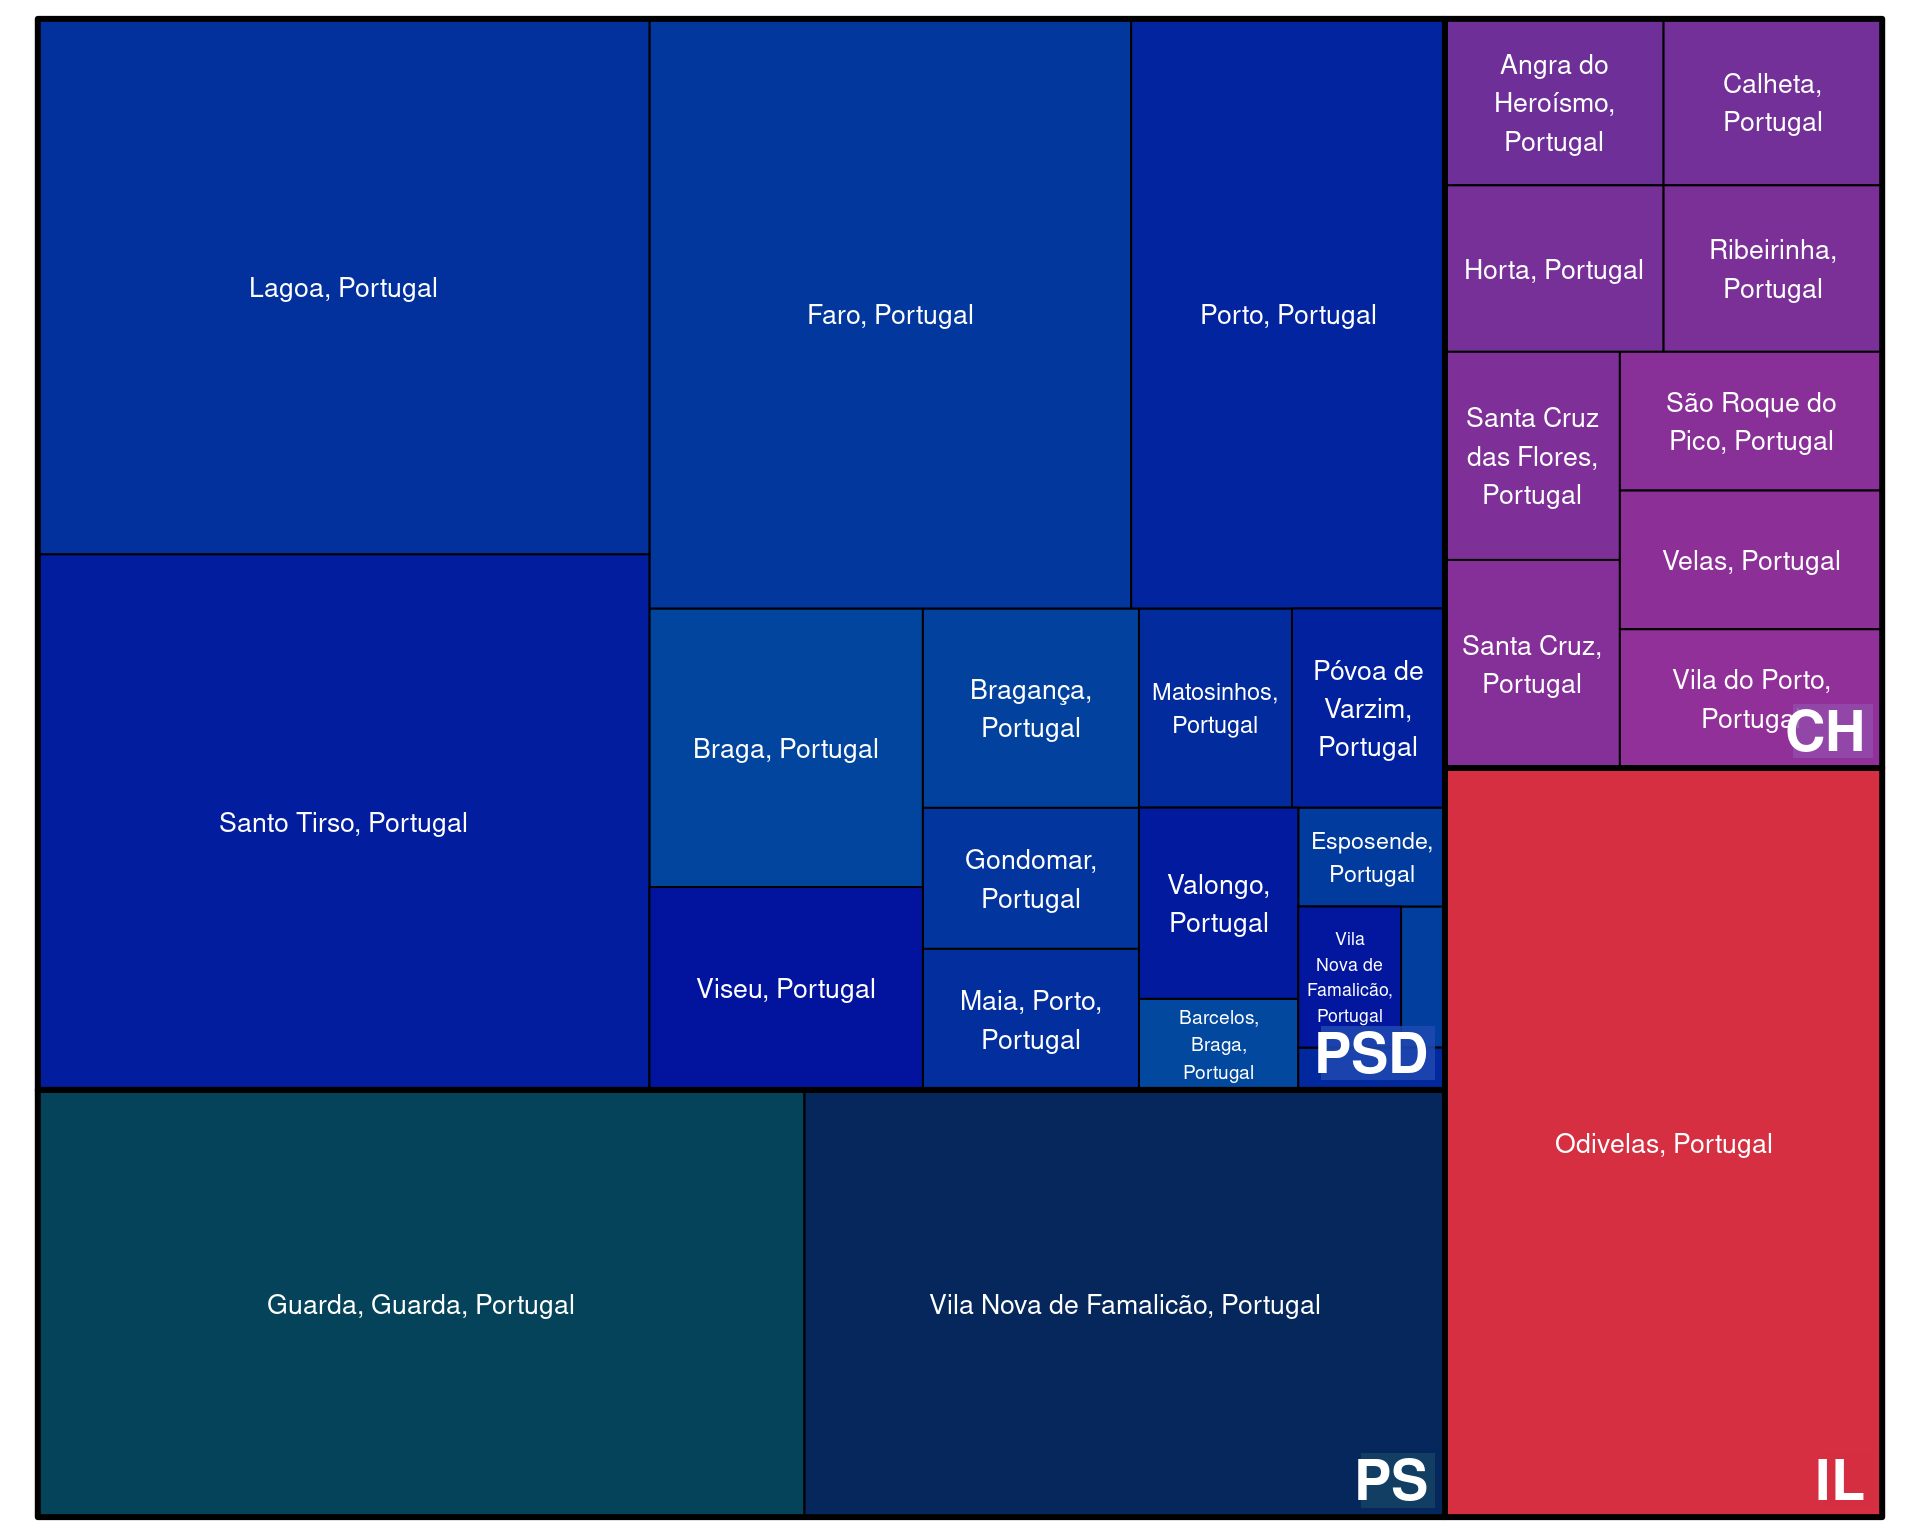 Lagoa, Portugal
Faro, Portugal
Porto, Portugal
Santo Tirso, Portugal
Braga, Portugal
Bragança,
Portugal
Matosinhos,
Portugal
Póvoa de
Varzim,
Portugal
Viseu, Portugal
Gondomar,
Portugal
Maia, Porto,
Portugal
Valongo,
Portugal
Esposende,
Portugal
Vila
Nova de
Famalicão,
Portugal
Barcelos,
Braga,
Portugal
PSD
Angra do
Heroísmo,
Portugal
Calheta,
Portugal
Horta, Portugal
Ribeirinha,
Portugal
Santa Cruz
das Flores,
Portugal
São Roque do
Pico, Portugal
Velas, Portugal
Santa Cruz,
Portugal
Vila do Porto,
Portugal
CH
Guarda, Guarda, Portugal
Vila Nova de Famalicão, Portugal
PS
Odivelas, Portugal
IL